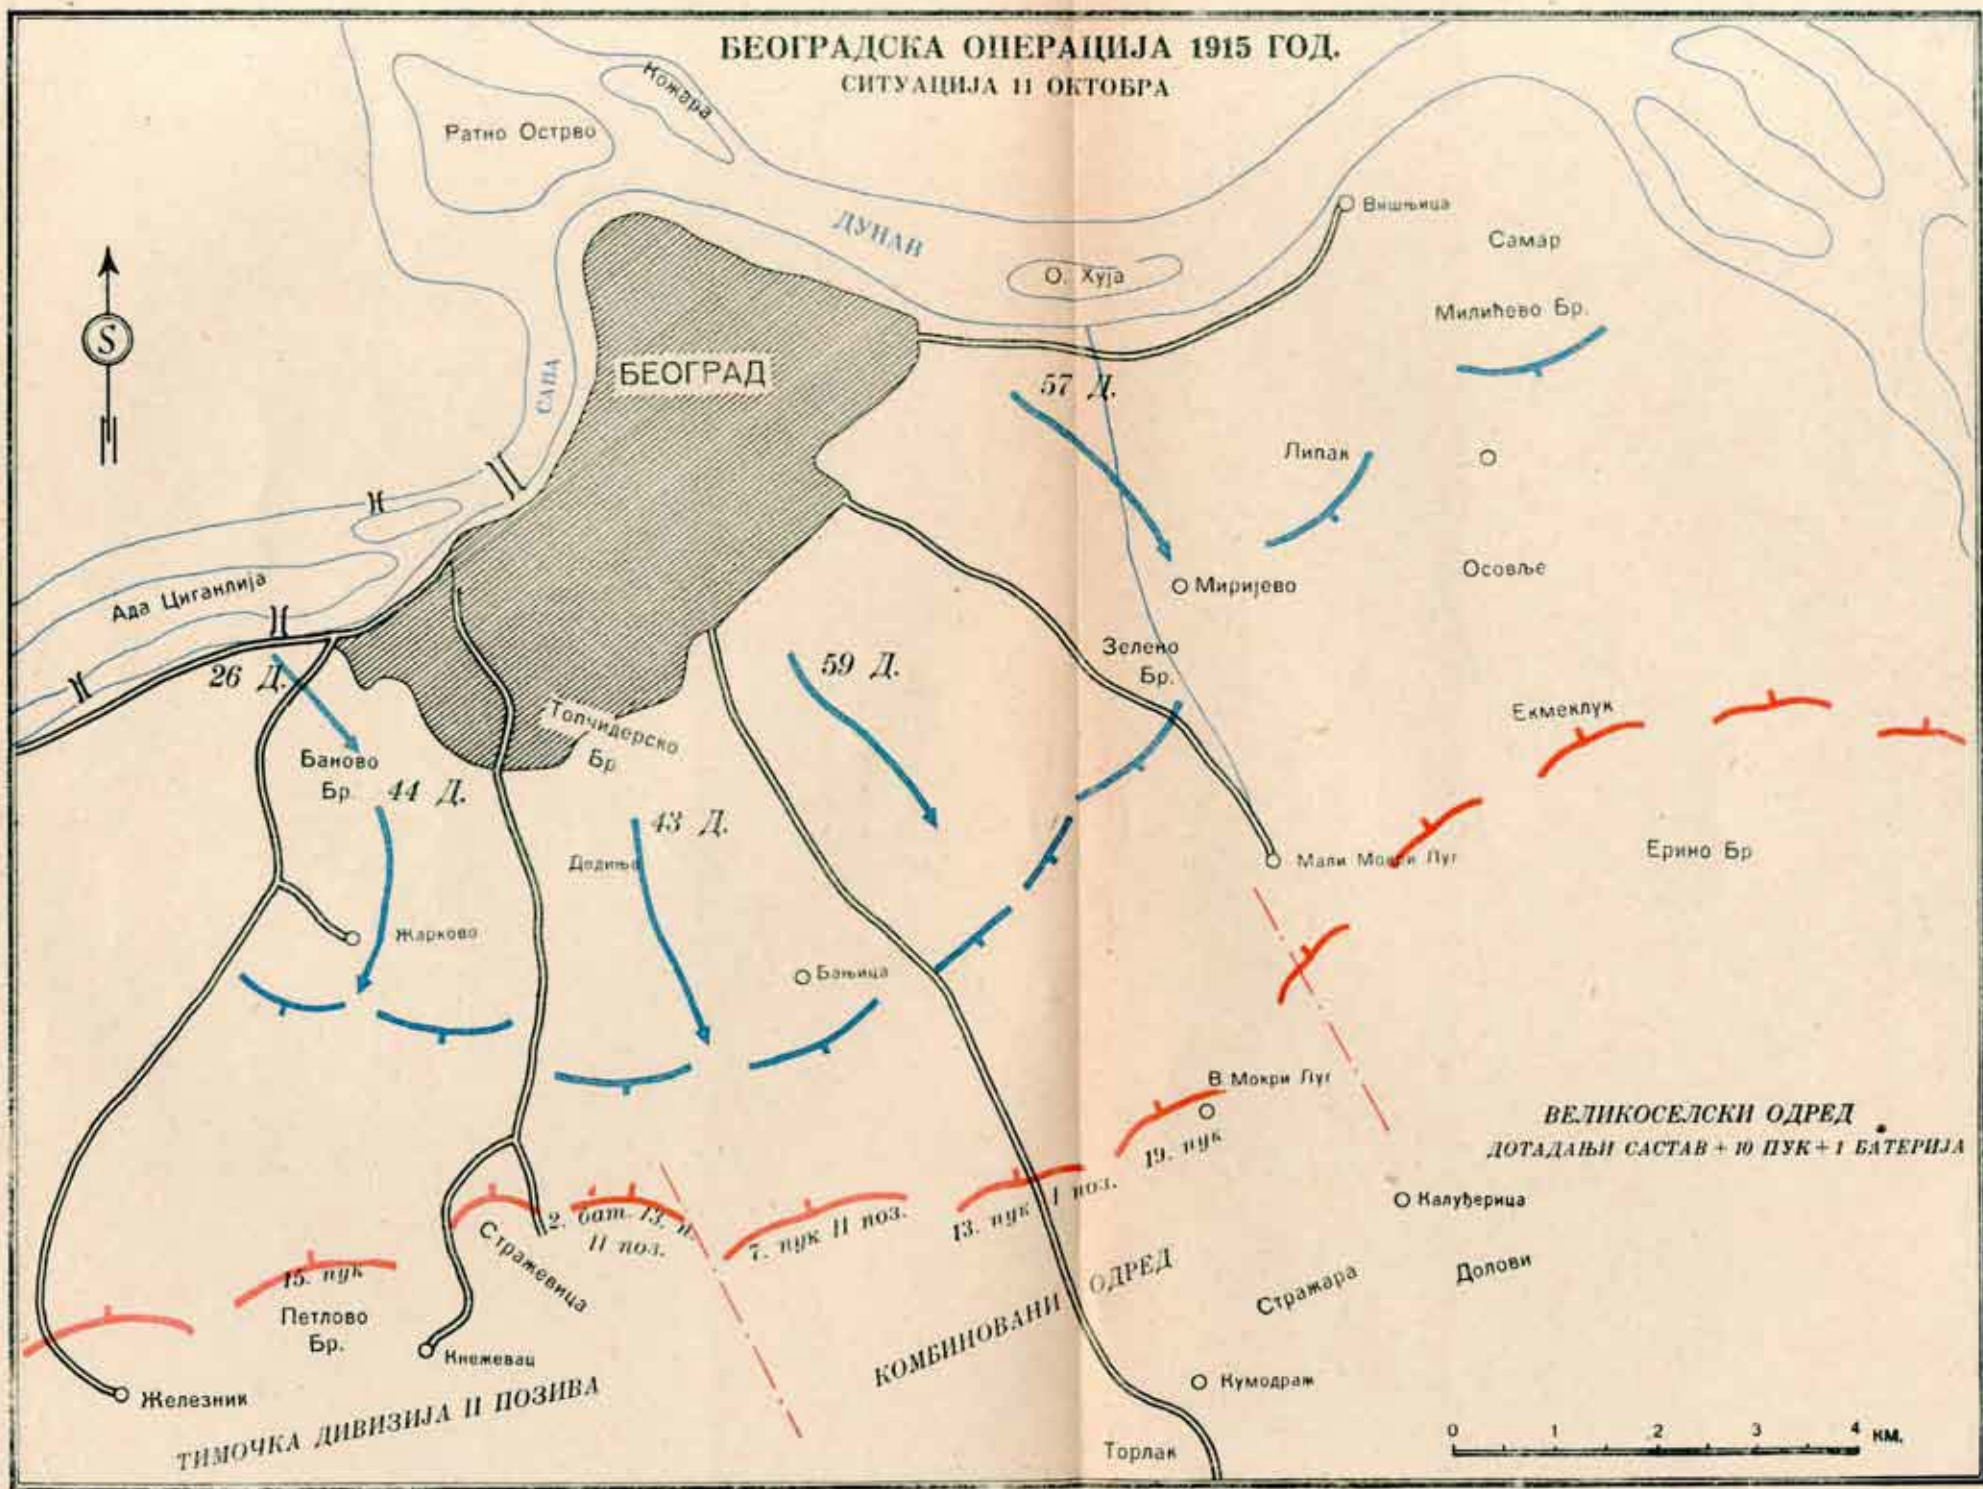 БЕОГРАДСКА ОПЕРАЦИЈА 1915 ГОД.
СИТУАЦИЈА 11 ОКТОБРА
Кожара
Ратно Острво
ДУНАВ
Вишњица
Самар
О. Хуја
Милићево Бр.
S
САВА
БЕОГРАД
57 Д.
Липак
Осовље
Ада Циганлија
Миријево
Зелено
Бр.
26 Д.
59 Д.
Топчидерско
Бр.
Екмеклук
Баново
Бр.
44 Д.
43 Д.
Дедиње
Мали Мокри Луг
Ерино Бр
Жарково
Бањица
В. Мокри Луг
ВЕЛИКОСЕЛСКИ ОДРЕД
ДОТАДАЊИ САСТАВ + 10 ПУК + 1 БАТЕРИЈА
19. пук
Калуђерица
13. пук I поз.
7. пук II поз.
2. бат. 13. п.
II поз.
Стражевица
15. пук
Петлово
Бр.
Долови
Стражара
КОМБИНОВАНИ ОДРЕД
Кнежевац
Железник
Кумодраж
ТИМОЧКА ДИВИЗИЈА II ПОЗИВА
Торлак
0 1 2 3 4 КМ.